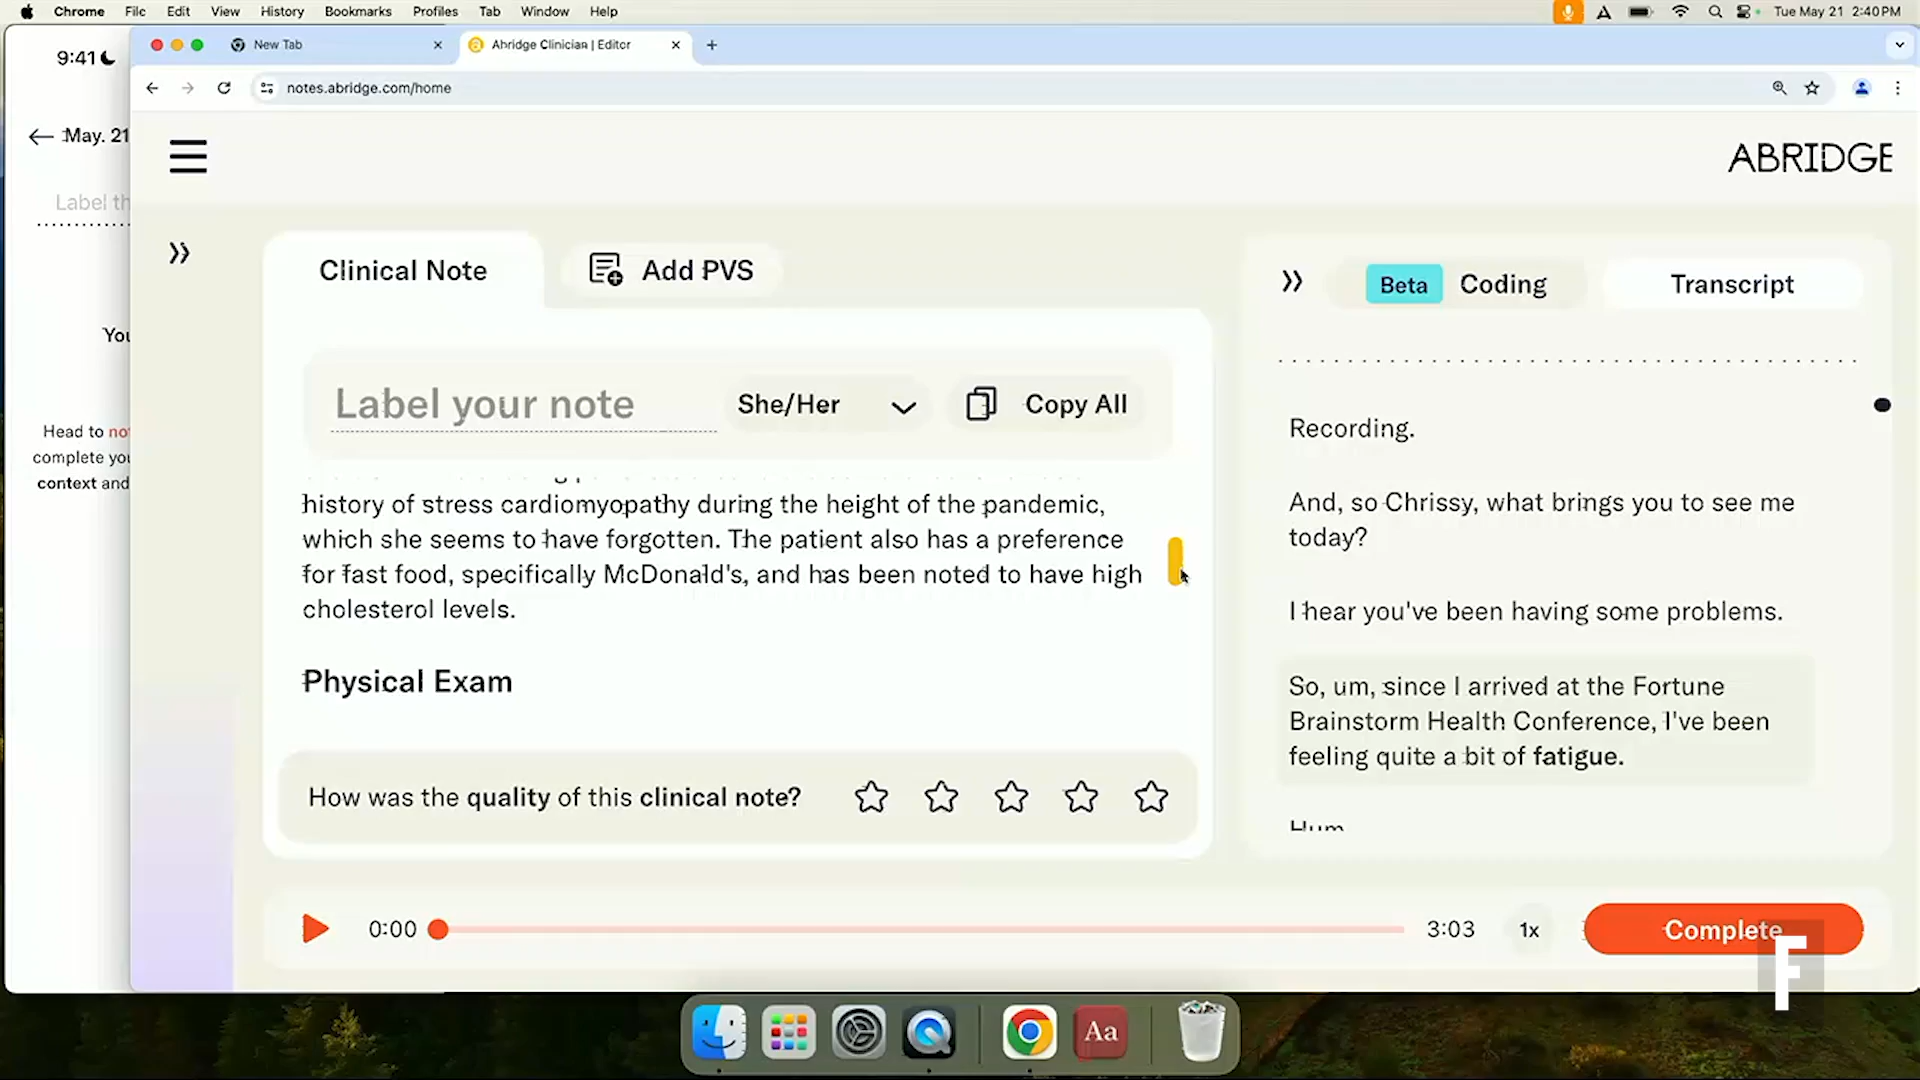 Chrome File Edit View History Bookmarks Profiles Tab Window Help
Tue May 21 2:40 PM
9:41
New Tab
Abridge Clinician | Editor
notes.abridge.com/home
May. 21
Label th
You
Head to no
complete you
context and
ABRIDGE
Clinical Note
Add PVS
Label your note
She/Her
Copy All
history of stress cardiomyopathy during the height of the pandemic,
which she seems to have forgotten. The patient also has a preference
for fast food, specifically McDonald's, and has been noted to have high
cholesterol levels.
Physical Exam
How was the quality of this clinical note?
Beta Coding
Transcript
Recording.
And, so Chrissy, what brings you to see me
today?
I hear you've been having some problems.
So, um, since I arrived at the Fortune
Brainstorm Health Conference, I've been
feeling quite a bit of fatigue.
Hum
0:00
3:03
1x
Complete
F
Aa